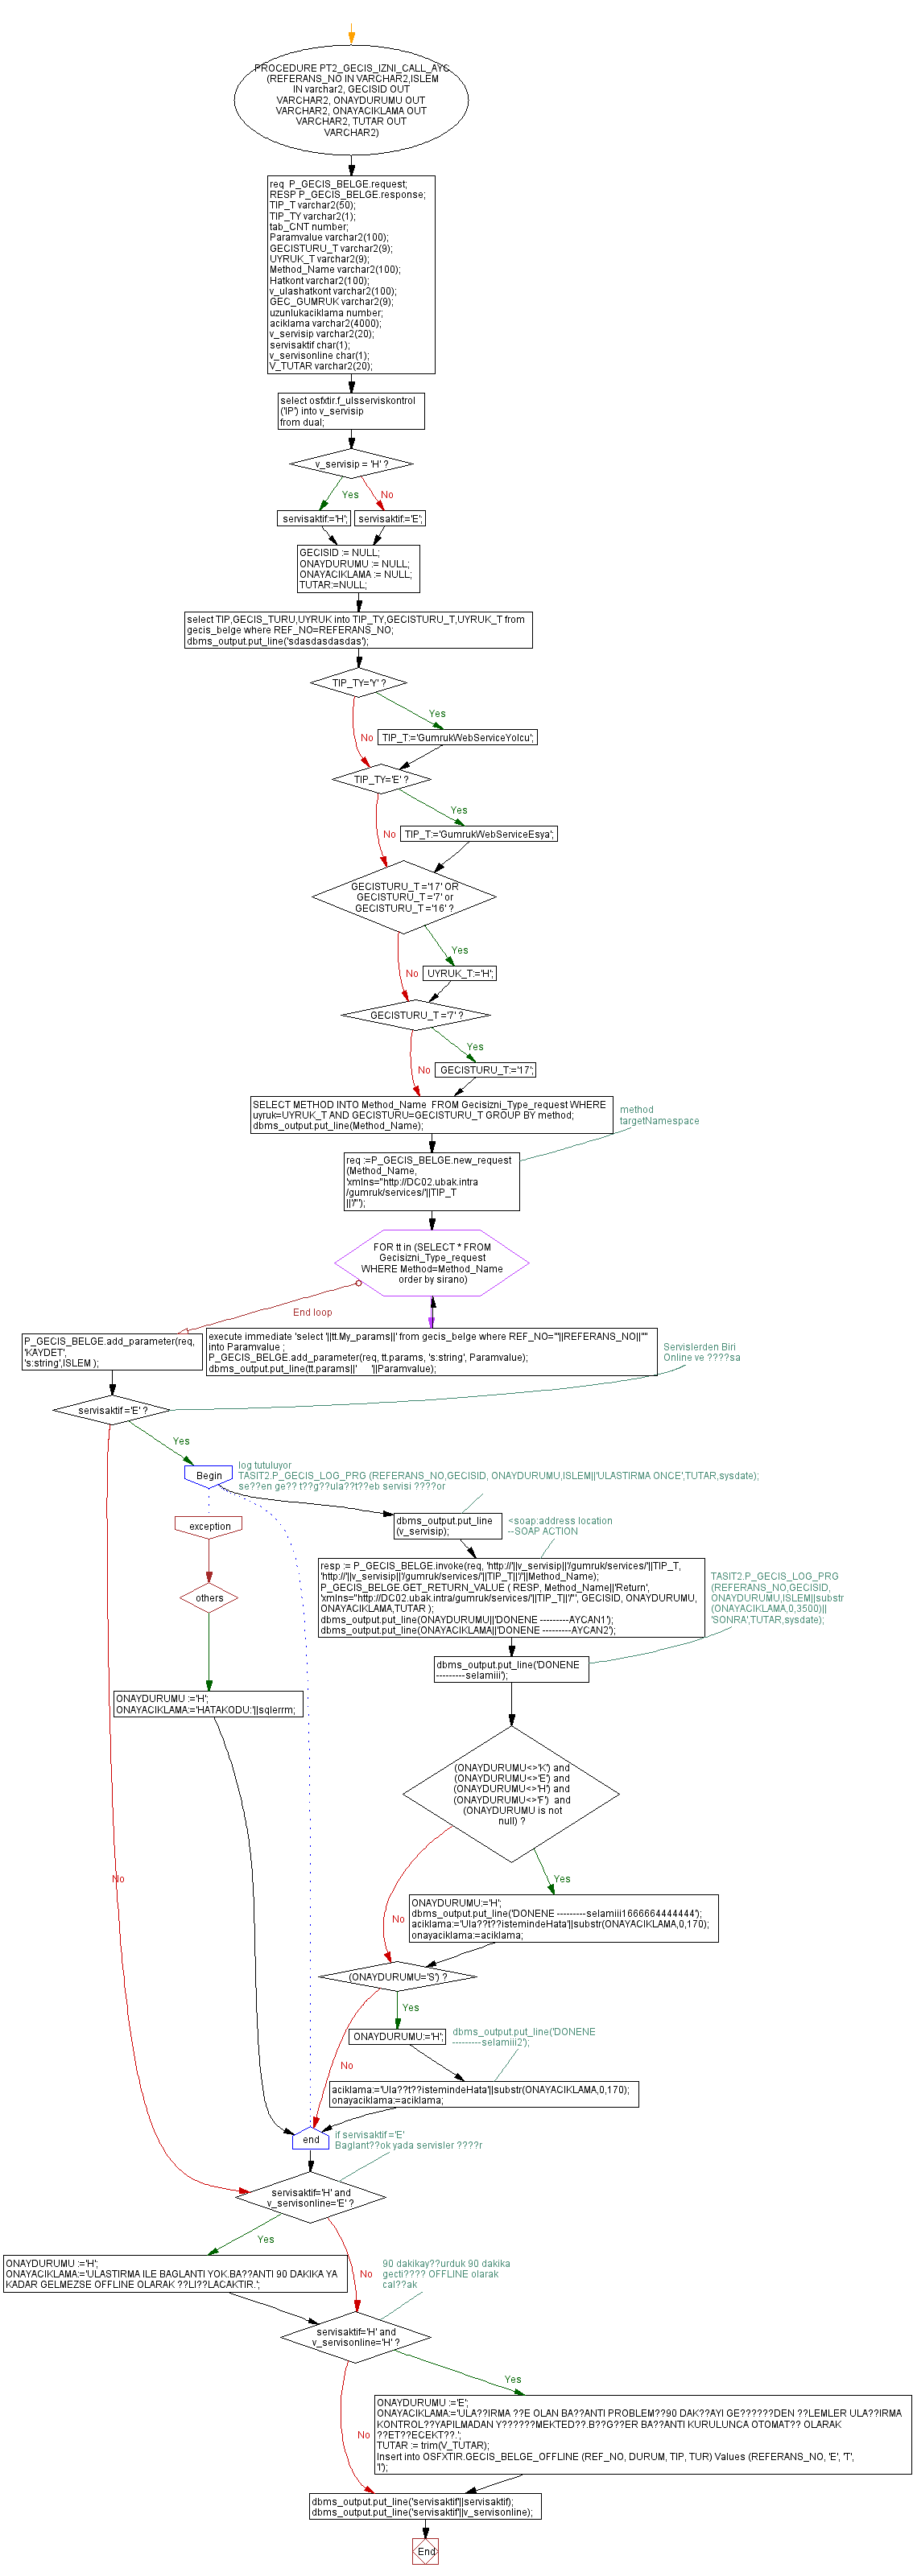 PROCEDURE PT2_GECIS_IZNI_CALL_AYC
(REFERANS_NO IN VARCHAR2,ISLEM
IN varchar2, GECISID OUT
VARCHAR2, ONAYDURUMU OUT
VARCHAR2, ONAYACIKLAMA OUT
VARCHAR2, TUTAR OUT
VARCHAR2)
req  P_GECIS_BELGE.request;
RESP P_GECIS_BELGE.response;
TIP_T varchar2(50);
TIP_TY varchar2(1);
tab_CNT number;
Paramvalue varchar2(100);
GECISTURU_T varchar2(9);
UYRUK_T varchar2(9);
Method_Name varchar2(100);
Hatkont varchar2(100);
v_ulashatkont varchar2(100);
GEC_GUMRUK varchar2(9);
uzunlukaciklama number;
aciklama varchar2(4000);
v_servisip varchar2(20);
servisaktif char(1);
v_servisonline char(1);
V_TUTAR varchar2(20);
select osfxtir.f_ulsserviskontrol
('IP') into v_servisip
from dual;
v_servisip = 'H' ?
Yes
No
servisaktif:='H';
servisaktif:='E';
GECISID := NULL;
ONAYDURUMU := NULL;
ONAYACIKLAMA := NULL;
TUTAR:=NULL;
select TIP,GECIS_TURU,UYRUK into TIP_TY,GECISTURU_T,UYRUK_T from
gecis_belge where REF_NO=REFERANS_NO;
dbms_output.put_line('sdasdasdasdas');
TIP_TY='Y' ?
Yes
No
TIP_T:='GumrukWebServiceYolcu';
TIP_TY='E' ?
Yes
No
TIP_T:='GumrukWebServiceEsya';
GECISTURU_T ='17' OR
GECISTURU_T ='7' or
GECISTURU_T ='16' ?
Yes
No
UYRUK_T:='H';
GECISTURU_T ='7' ?
Yes
No
GECISTURU_T:='17';
SELECT METHOD INTO Method_Name  FROM Gecisizni_Type_request WHERE
uyruk=UYRUK_T AND GECISTURU=GECISTURU_T GROUP BY method;
dbms_output.put_line(Method_Name);
method
targetNamespace
req :=P_GECIS_BELGE.new_request
(Method_Name,
'xmlns="http://DC02.ubak.intra
/gumruk/services/'||TIP_T
||'/"');
FOR tt in (SELECT * FROM
Gecisizni_Type_request
WHERE Method=Method_Name
order by sirano)
End loop
P_GECIS_BELGE.add_parameter(req,
'KAYDET',
's:string',ISLEM );
execute immediate 'select '||tt.My_params||' from gecis_belge where REF_NO='''||REFERANS_NO||''''
into Paramvalue ;
P_GECIS_BELGE.add_parameter(req, tt.params, 's:string', Paramvalue);
dbms_output.put_line(tt.params||'      '||Paramvalue);
Servislerden Biri
Online ve ????sa
servisaktif ='E' ?
Yes
No
Begin
log tutuluyor
TASIT2.P_GECIS_LOG_PRG (REFERANS_NO,GECISID, ONAYDURUMU,ISLEM||'ULASTIRMA ONCE',TUTAR,sysdate);
se??en ge?? t??g??ula??t??eb servisi ????or
exception
dbms_output.put_line
(v_servisip);
<soap:address location
--SOAP ACTION
others
resp := P_GECIS_BELGE.invoke(req, 'http://'||v_servisip||'/gumruk/services/'||TIP_T,
'http://'||v_servisip||'/gumruk/services/'||TIP_T||'/'||Method_Name);
P_GECIS_BELGE.GET_RETURN_VALUE ( RESP, Method_Name||'Return',
'xmlns="http://DC02.ubak.intra/gumruk/services/'||TIP_T||'/"', GECISID, ONAYDURUMU,
ONAYACIKLAMA,TUTAR );
dbms_output.put_line(ONAYDURUMU||'DONENE ---------AYCAN1');
dbms_output.put_line(ONAYACIKLAMA||'DONENE ---------AYCAN2');
TASIT2.P_GECIS_LOG_PRG
(REFERANS_NO,GECISID,
ONAYDURUMU,ISLEM||substr
(ONAYACIKLAMA,0,3500)||
'SONRA',TUTAR,sysdate);
dbms_output.put_line('DONENE
---------selamiii');
ONAYDURUMU :='H';
ONAYACIKLAMA:='HATAKODU:'||sqlerrm;
(ONAYDURUMU<>'K') and
(ONAYDURUMU<>'E') and
(ONAYDURUMU<>'H') and
(ONAYDURUMU<>'F')  and
(ONAYDURUMU is not
null) ?
Yes
No
ONAYDURUMU:='H';
dbms_output.put_line('DONENE ---------selamiii1666664444444');
aciklama:='Ula??t??istemindeHata'||substr(ONAYACIKLAMA,0,170);
onayaciklama:=aciklama;
(ONAYDURUMU='S') ?
Yes
No
ONAYDURUMU:='H';
dbms_output.put_line('DONENE
---------selamiii2');
aciklama:='Ula??t??istemindeHata'||substr(ONAYACIKLAMA,0,170);
onayaciklama:=aciklama;
end
if servisaktif ='E'
Baglant??ok yada servisler ????r
servisaktif='H' and
v_servisonline='E' ?
Yes
No
ONAYDURUMU :='H';
ONAYACIKLAMA:='ULASTIRMA ILE BAGLANTI YOK.BA??ANTI 90 DAKIKA YA
KADAR GELMEZSE OFFLINE OLARAK ??LI??LACAKTIR.';
90 dakikay??urduk 90 dakika
gecti???? OFFLINE olarak
cal??ak
servisaktif='H' and
v_servisonline='H' ?
Yes
No
ONAYDURUMU :='E';
ONAYACIKLAMA:='ULA??IRMA ??E OLAN BA??ANTI PROBLEM??90 DAK??AYI GE??????DEN ??LEMLER ULA??IRMA
KONTROL??YAPILMADAN Y??????MEKTED??.B??G??ER BA??ANTI KURULUNCA OTOMAT?? OLARAK
??ET??ECEKT??.';
TUTAR := trim(V_TUTAR);
Insert into OSFXTIR.GECIS_BELGE_OFFLINE (REF_NO, DURUM, TIP, TUR) Values (REFERANS_NO, 'E', 'T',
'I');
dbms_output.put_line('servisaktif'||servisaktif);
dbms_output.put_line('servisaktif'||v_servisonline);
End